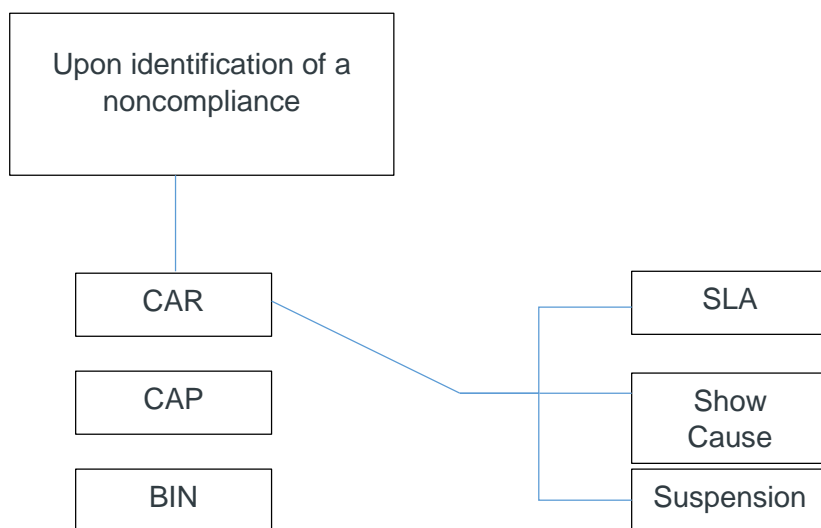 Upon identification of a
noncompliance
CAR
CAP
BIN
SLA
Show
Cause
Suspension